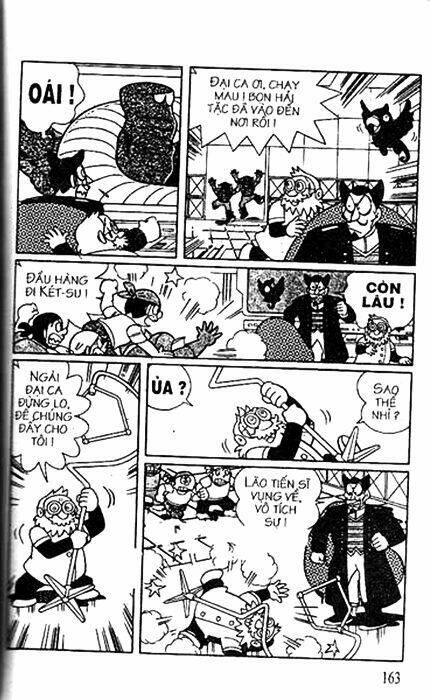 OÁI !
ĐẠI CA ƠI, CHẠY
MAU ! BỌN HẢI
TẶC ĐÃ VÀO ĐẾN
NƠI RỒI !
ĐẦU HÀNG
ĐI KÉT-SU !
CÒN
LÂU !
NGÀI
ĐẠI CA
ĐỪNG LO,
ĐỂ CHÚNG
ĐẤY CHO
TÔI !
ỦA ?
SAO
THẾ
NHỈ ?
LÃO TIẾN SĨ
VỤNG VỀ,
VÔ TÍCH
SỰ !
163